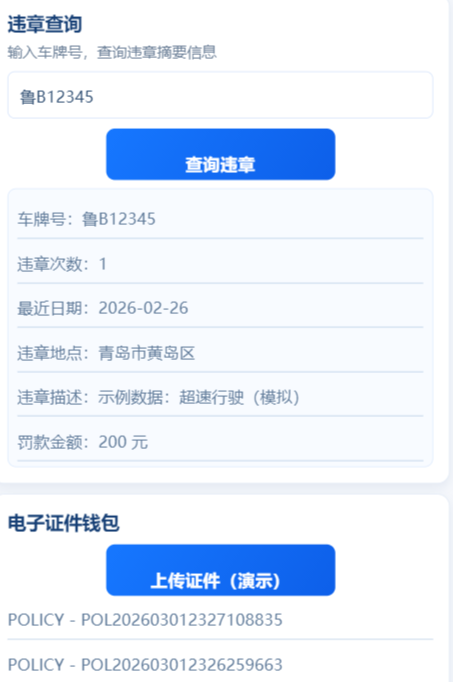 违章查询
输入车牌号，查询违章摘要信息
鲁B12345
查询违章
车牌号：鲁B12345
违章次数：1
最近日期：2026-02-26
违章地点：青岛市黄岛区
违章描述：示例数据：超速行驶（模拟）
罚款金额：200 元
电子证件钱包
上传证件（演示）
POLICY - POL202603012327108835
POLICY - POL202603012326259663